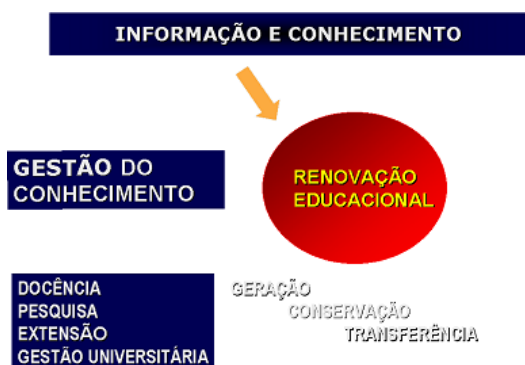 INFORMAÇÃO E CONHECIMENTO
GESTÃO DO
CONHECIMENTO
RENOVAÇÃO
EDUCACIONAL
DOCÊNCIA
PESQUISA
EXTENSÃO
GESTÃO UNIVERSITÁRIA
GERAÇÃO
CONSERVAÇÃO
TRANSFERÊNCIA